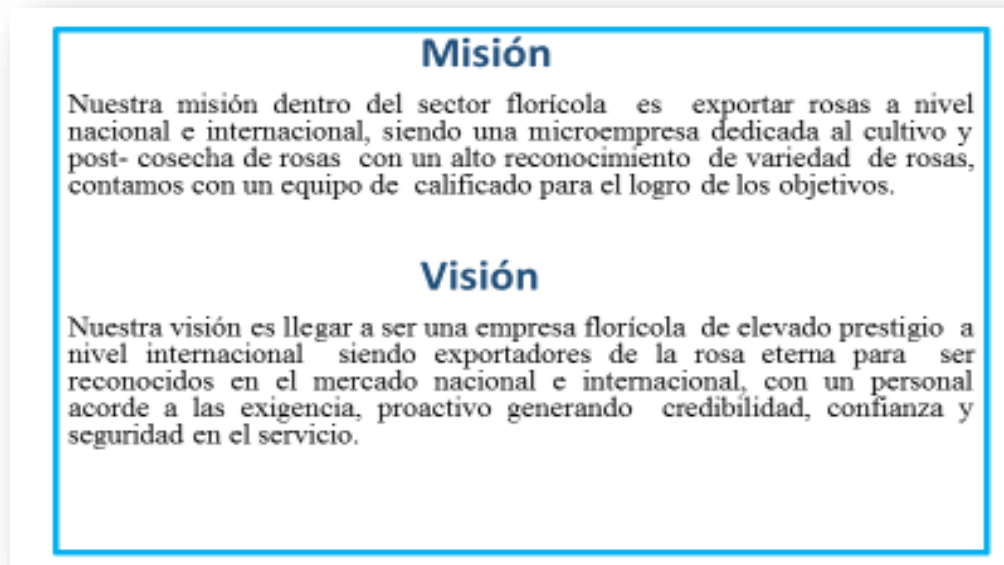 Misión
Nuestra misión dentro del sector florícola es exportar rosas a nivel
nacional e internacional, siendo una microempresa dedicada al cultivo y
post- cosecha de rosas con un alto reconocimiento de variedad de rosas,
contamos con un equipo de calificado para el logro de los objetivos.
Visión
Nuestra visión es llegar a ser una empresa florícola de elevado prestigio a
nivel internacional siendo exportadores de la rosa eterna para ser
reconocidos en el mercado nacional e internacional, con un personal
acorde a las exigencia, proactivo generando credibilidad, confianza y
seguridad en el servicio.